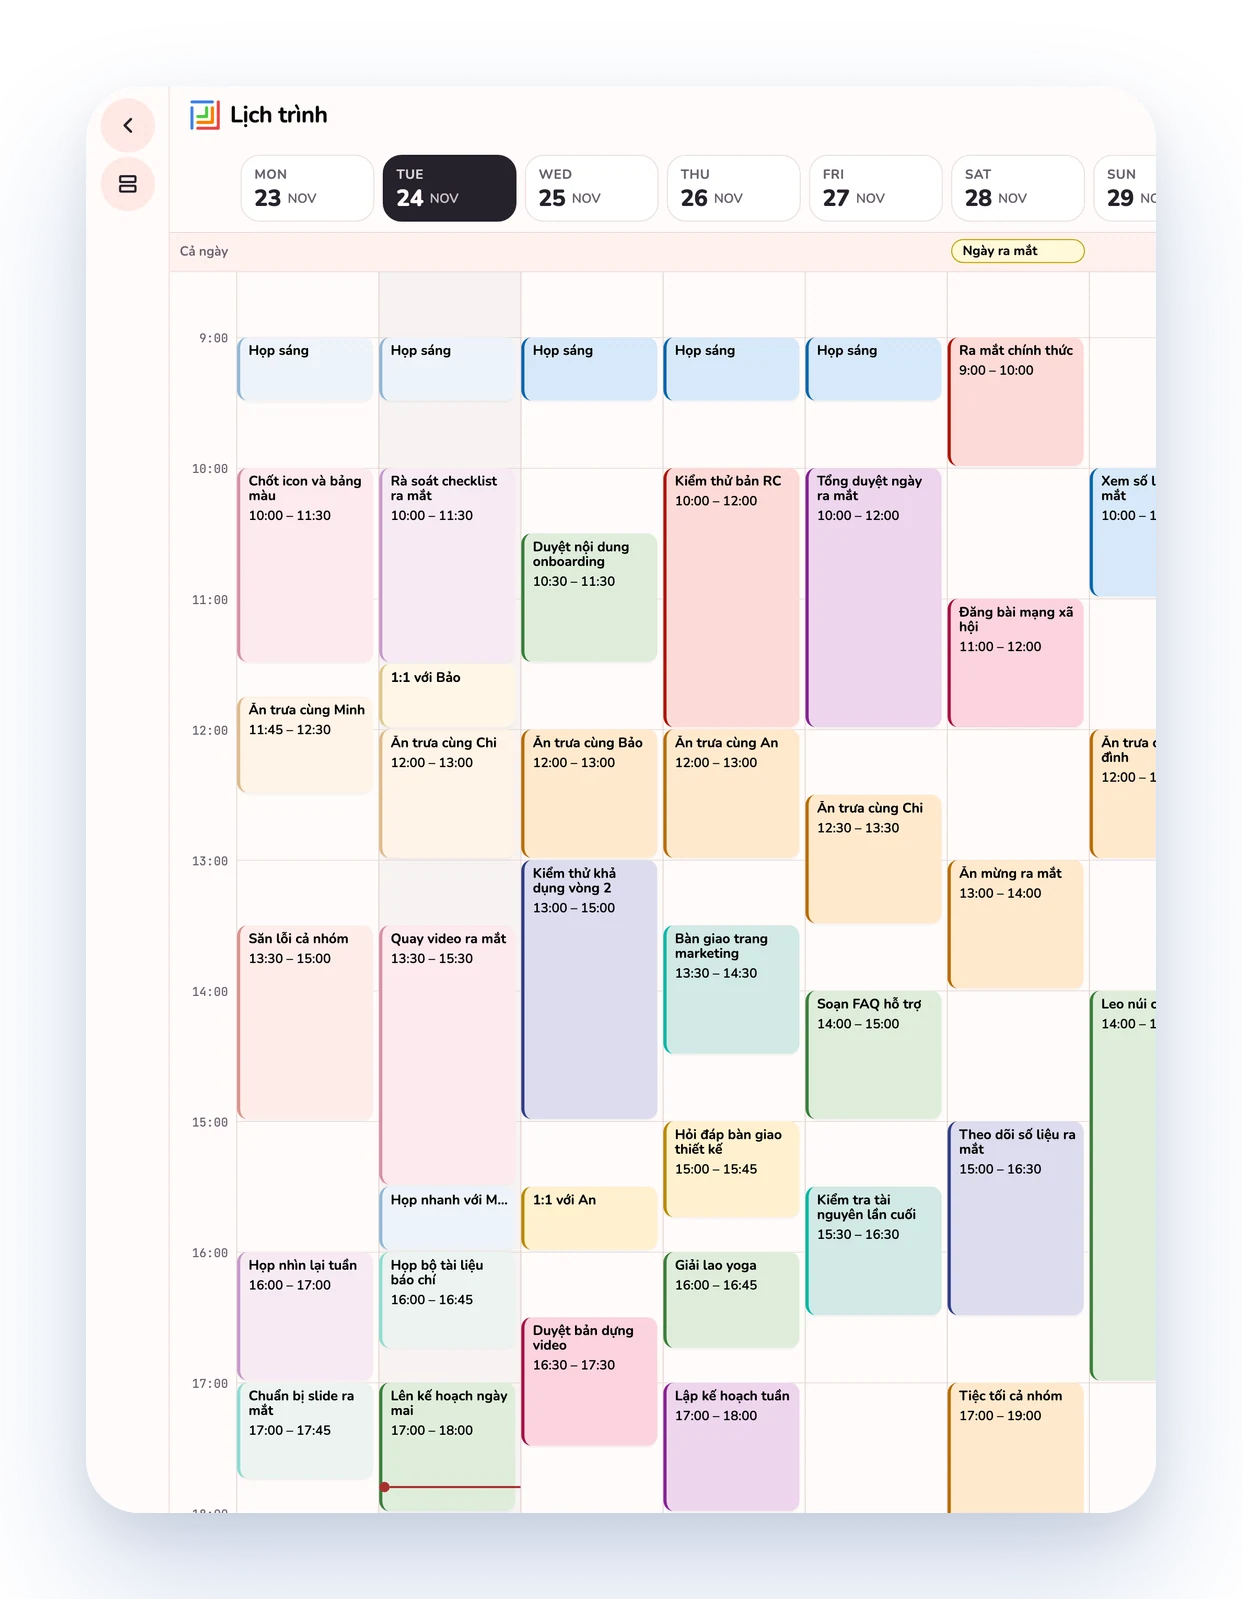 Lịch trình
MON
23 NOV
TUE
24 NOV
WED
25 NOV
THU
26 NOV
FRI
27 NOV
SAT
28 NOV
SUN
29
Cả ngày
Ngày ra mắt
9:00
10:00
11:00
12:00
13:00
14:00
15:00
16:00
17:00
Họp sáng
Chốt icon và bảng
màu
10:00 – 11:30
Ăn trưa cùng Minh
11:45 – 12:30
Săn lỗi cả nhóm
13:30 – 15:00
Họp nhìn lại tuần
16:00 – 17:00
Chuẩn bị slide ra
mắt
17:00 – 17:45
Họp sáng
Rà soát checklist
ra mắt
10:00 – 11:30
1:1 với Bảo
Ăn trưa cùng Chi
12:00 – 13:00
Quay video ra mắt
13:30 – 15:30
Họp nhanh với M...
Họp bộ tài liệu
báo chí
16:00 – 16:45
Lên kế hoạch ngày
mai
17:00 – 18:00
Họp sáng
Duyệt nội dung
onboarding
10:30 – 11:30
Ăn trưa cùng Bảo
12:00 – 13:00
Kiểm thử khả
dụng vòng 2
13:00 – 15:00
1:1 với An
Duyệt bản dựng
video
16:30 – 17:30
Họp sáng
Kiểm thử bản RC
10:00 – 12:00
Ăn trưa cùng An
12:00 – 13:00
Bàn giao trang
marketing
13:30 – 14:30
Hỏi đáp bàn giao
thiết kế
15:00 – 15:45
Giải lao yoga
16:00 – 16:45
Lập kế hoạch tuần
17:00 – 18:00
Họp sáng
Tổng duyệt ngày
ra mắt
10:00 – 12:00
Ăn trưa cùng Chi
12:30 – 13:30
Soạn FAQ hỗ trợ
14:00 – 15:00
Kiểm tra tài
nguyên lần cuối
15:30 – 16:30
Ra mắt chính thức
9:00 – 10:00
Đăng bài mạng xã
hội
11:00 – 12:00
Ăn mừng ra mắt
13:00 – 14:00
Theo dõi số liệu ra
mắt
15:00 – 16:30
Tiệc tối cả nhóm
17:00 – 19:00
Xem số
mắt
10:00 –
Ăn trưa
đình
12:00 –
Leo núi
14:00 –